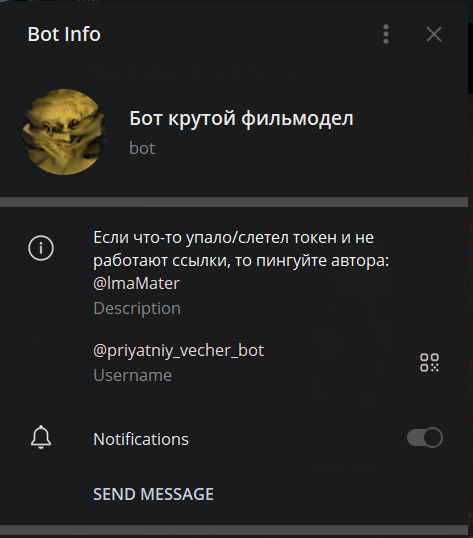 Bot Info
Бот крутой фильмодел
bot
Если что-то упало/слетел токен и не
работают ссылки, то пингуйте автора:
@lmaMater
Description
@priyatniy_vecher_bot
Username
Notifications
SEND MESSAGE